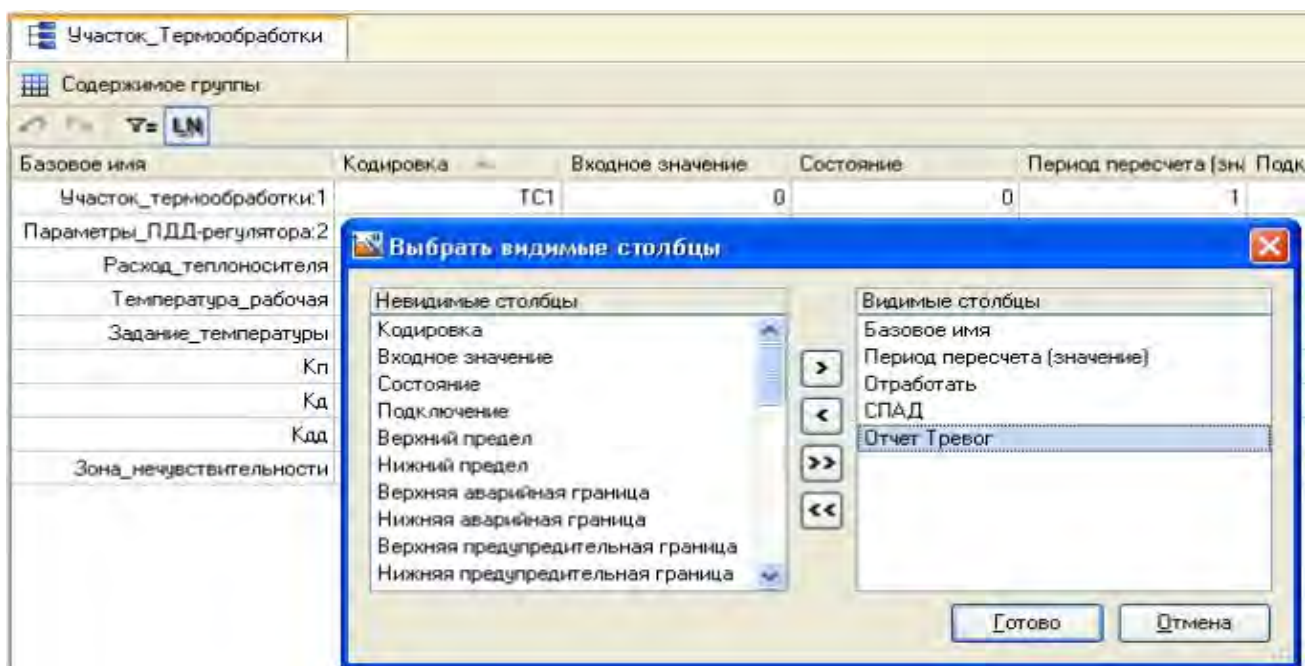 Участок_Термообработки
Содержимое группы
LN
Базовое имя Кодировка Входное значение Состояние Период пересчета (зна Подк
Участок_термообработки:1 TC1 0 0 1
Параметры_ПДД-регулятора:2
Расход_теплоносителя
Температура_рабочая
Задание_температуры
Кп
Кд
Кдд
Зона_нечувствительности
Выбрать видимые столбцы
Невидимые столбцы
Кодировка
Входное значение
Состояние
Подключение
Верхний предел
Нижний предел
Верхняя аварийная граница
Нижняя аварийная граница
Верхняя предупредительная граница
Нижняя предупредительная граница
>
<
>>
<<
Видимые столбцы
Базовое имя
Период пересчета (значение)
Отработать
СПАД
Отчет Тревог
Готово Отмена